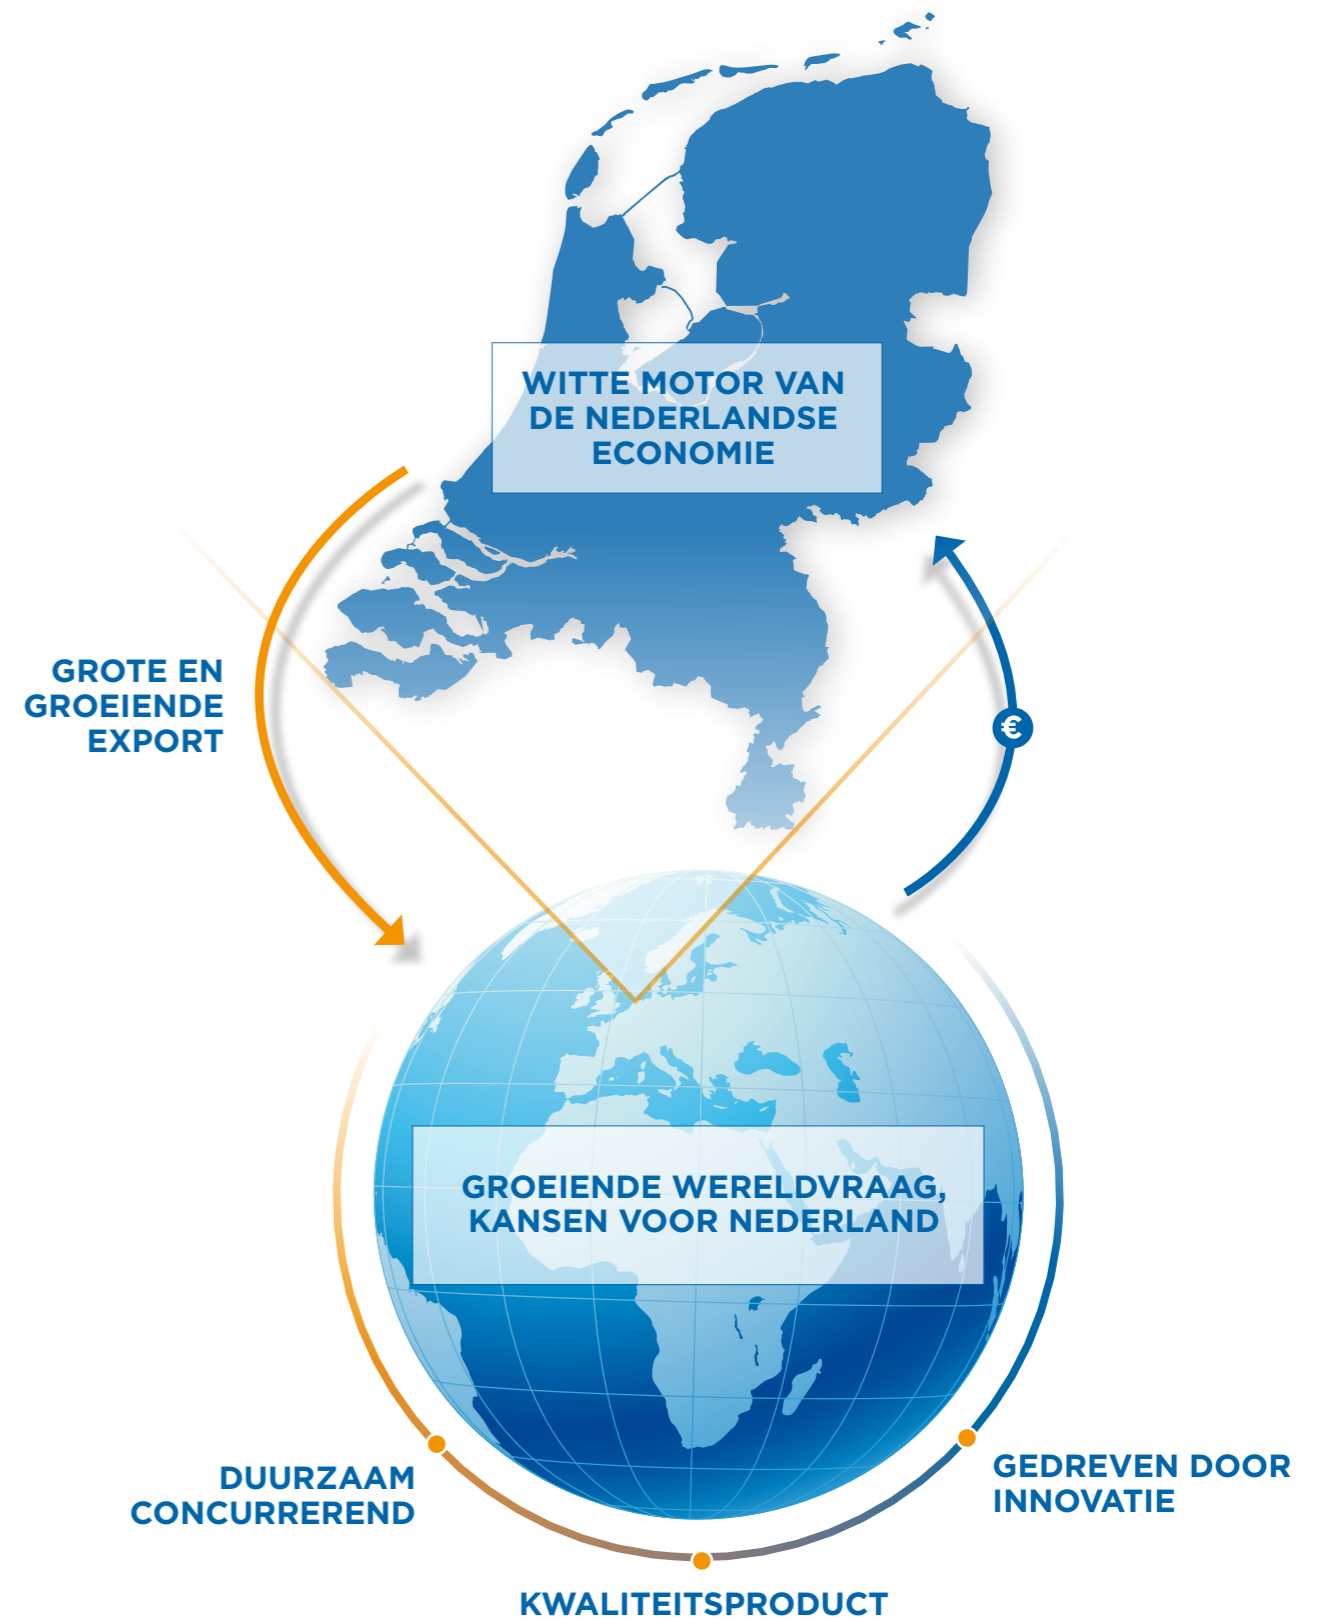 WITTE MOTOR VAN
DE NEDERLANDSE
ECONOMIE
GROTE EN
GROEIENDE
EXPORT
€
GROEIENDE WERELDVRAAG,
KANSEN VOOR NEDERLAND
DUURZAAM
CONCURREREND
GEDREVEN DOOR
INNOVATIE
KWALITEITSPRODUCT